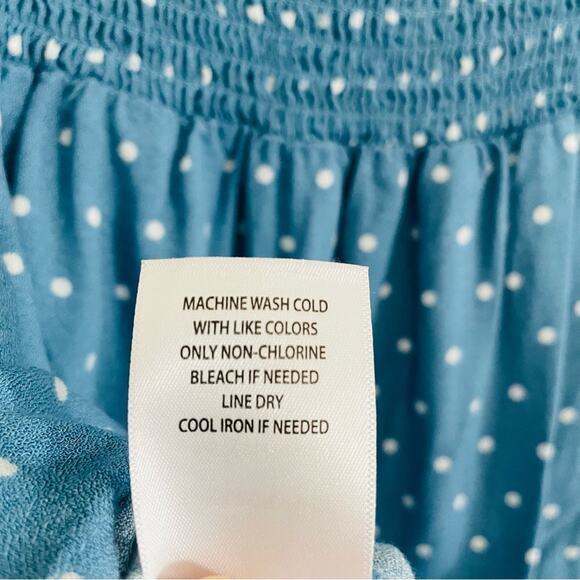 MACHINE WASH COLD
WITH LIKE COLORS
ONLY NON-CHLORINE
BLEACH IF NEEDED
LINE DRY
COOL IRON IF NEEDED